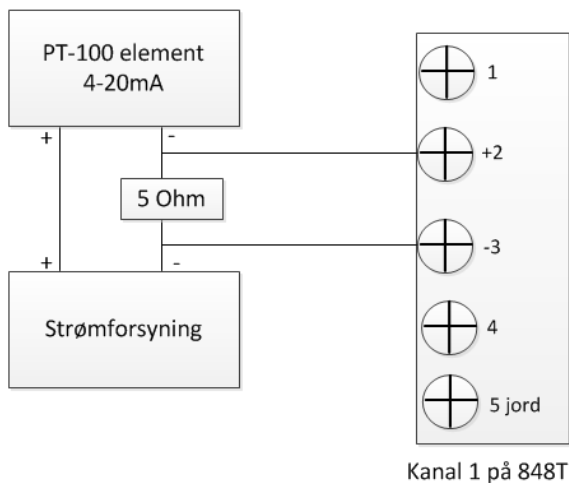 PT-100 element
4-20mA
+ -
5 Ohm
+ -
Strømforsyning
1
+2
-3
4
5 jord
Kanal 1 på 848T